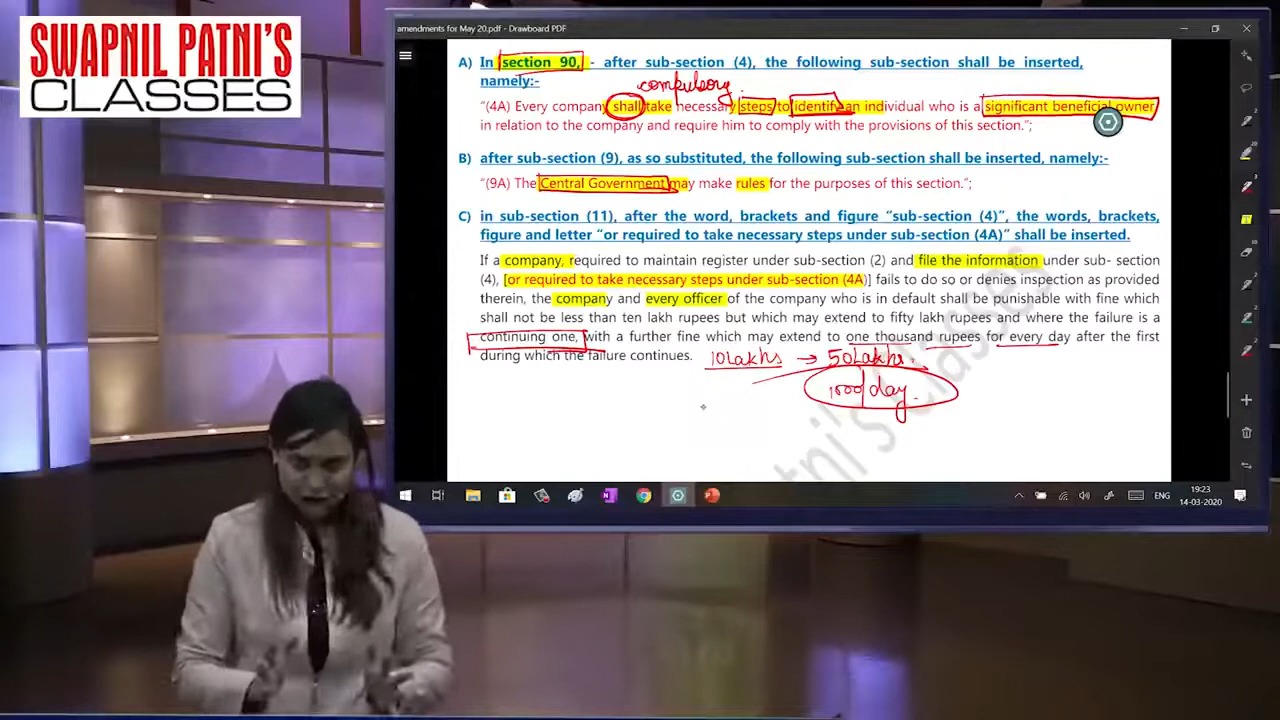 SWAPNIL PATNI'S
CLASSES
amendments for May 20.pdf - Drawboard PDF
A) In section 90, - after sub-section (4), the following sub-section shall be inserted,
namely:-
compulsory
"(4A) Every company shall take necessary steps to identify an individual who is a significant beneficial owner
in relation to the company and require him to comply with the provisions of this section.";
B) after sub-section (9), as so substituted, the following sub-section shall be inserted, namely:-
"(9A) The Central Government may make rules for the purposes of this section.";
C) in sub-section (11), after the word, brackets and figure "sub-section (4)", the words, brackets,
figure and letter "or required to take necessary steps under sub-section (4A)" shall be inserted.
If a company, required to maintain register under sub-section (2) and file the information under sub- section
(4), [or required to take necessary steps under sub-section (4A)] fails to do so or denies inspection as provided
therein, the company and every officer of the company who is in default shall be punishable with fine which
shall not be less than ten lakh rupees but which may extend to fifty lakh rupees and where the failure is a
continuing one, with a further fine which may extend to one thousand rupees for every day after the first
during which the failure continues.
10 Lakhs → 50 Lakhs.
1000/day.
tni's Classes
ENG
19:23
14-03-2020